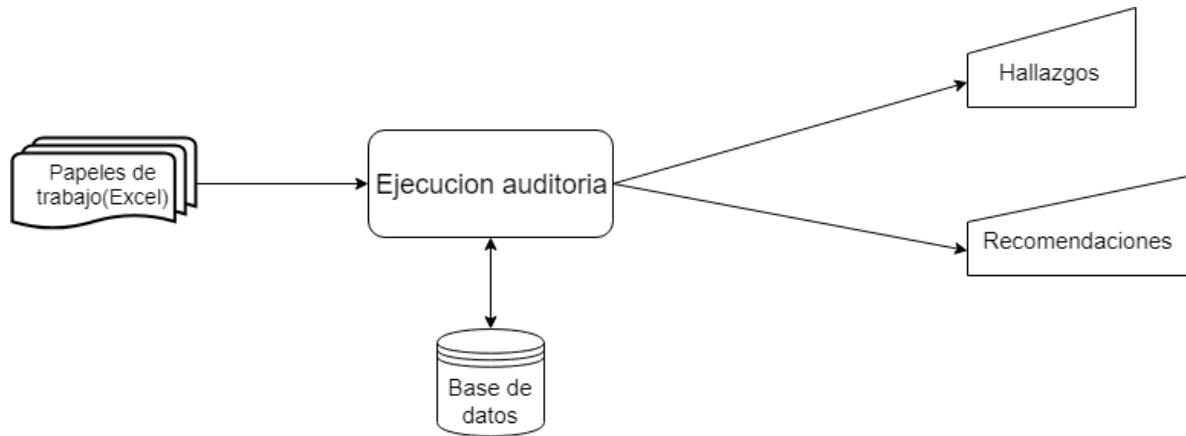 Papeles de
trabajo(Excel)
Ejecucion auditoria
Hallazgos
Recomendaciones
Base de
datos